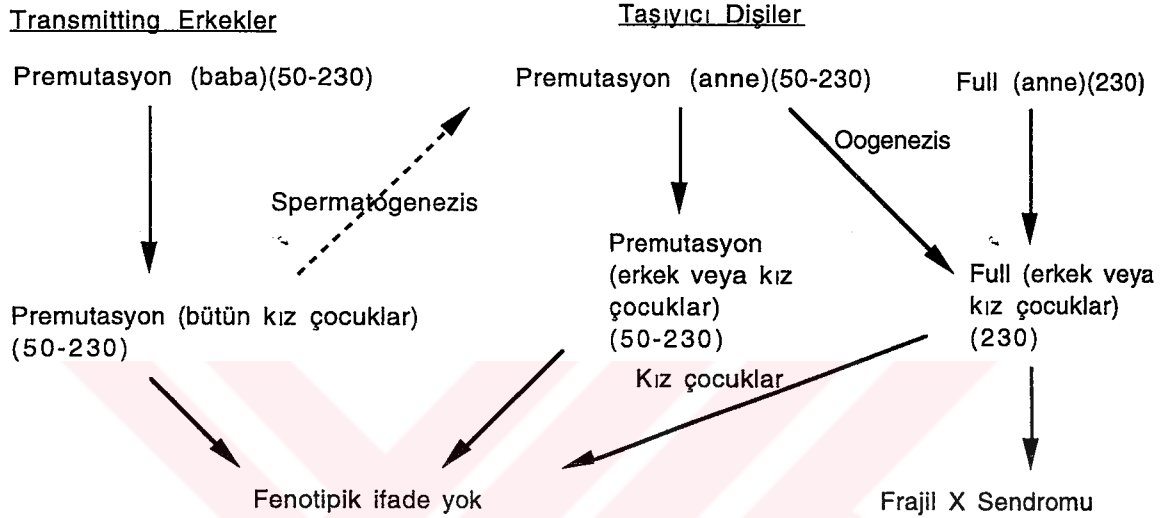 Transmitting Erkekler
Taşıyıcı Dişiler
Premutasyon (baba)(50-230)
Premutasyon (anne)(50-230)
Full (anne)(230)
Oogenezis
Spermatogenezis
Premutasyon
(erkek veya kız
çocuklar)
(50-230)
Full (erkek veya
kız çocuklar)
(230)
Premutasyon (bütün kız çocuklar)
(50-230)
Kız çocuklar
Fenotipik ifade yok
Frajil X Sendromu